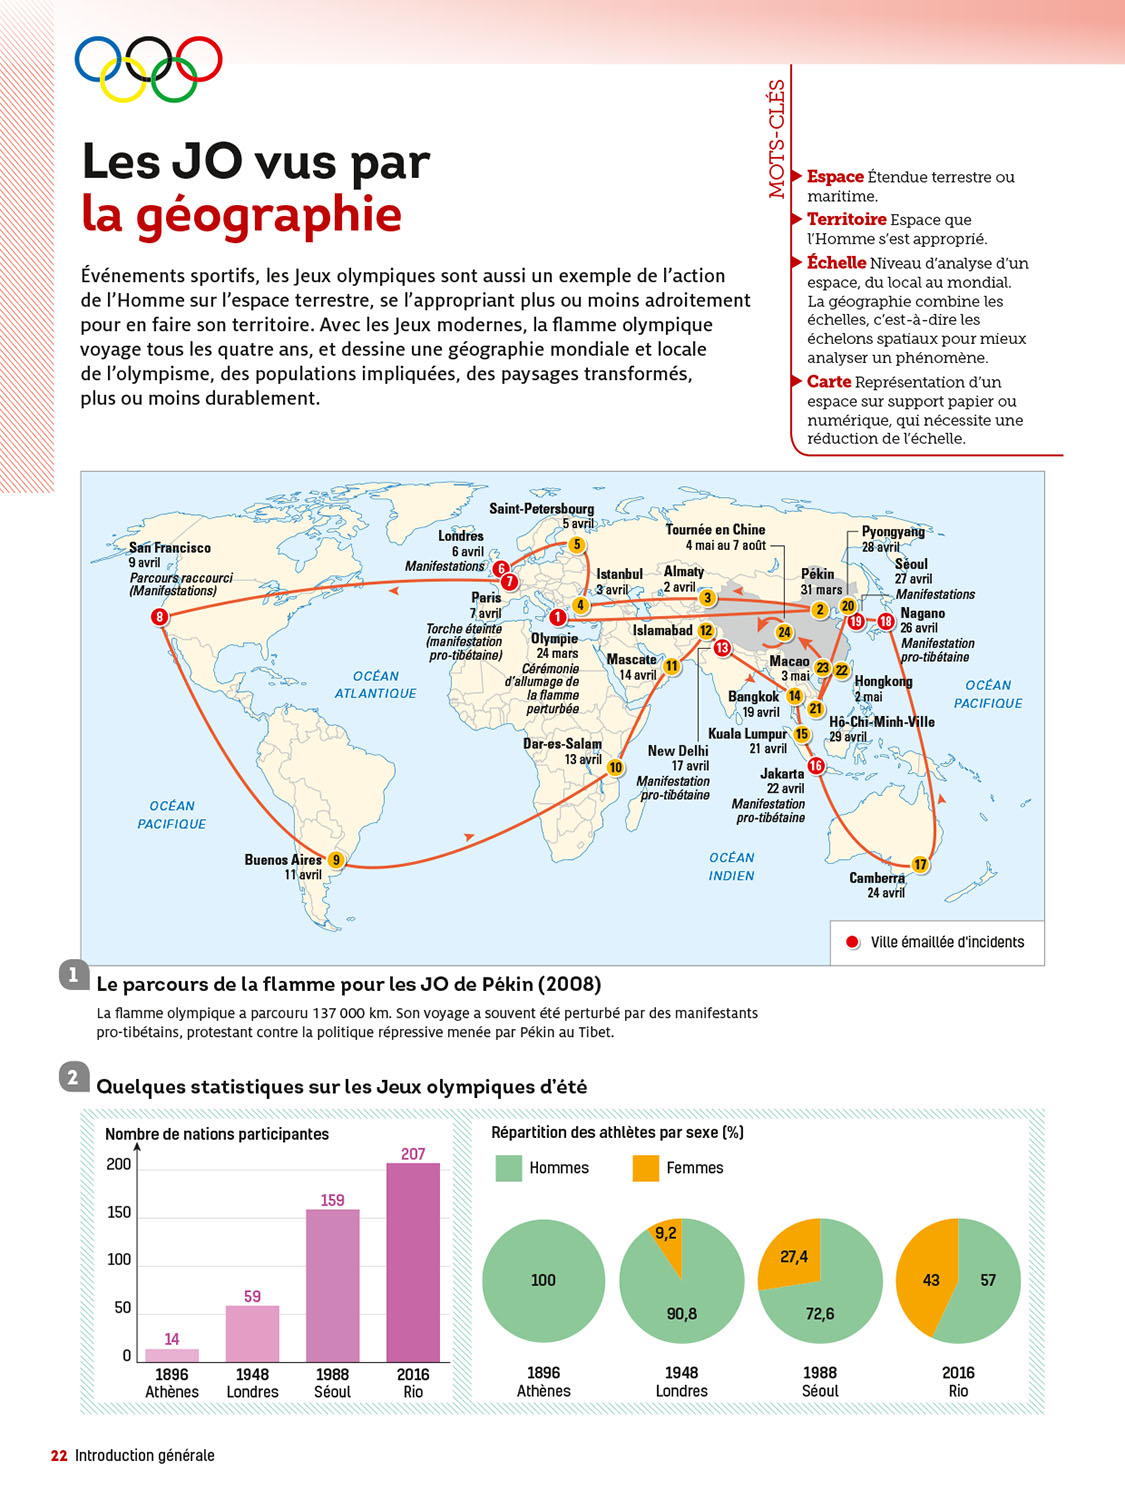 Les JO vus par
la géographie
Événements sportifs, les Jeux olympiques sont aussi un exemple de l’action
de l’Homme sur l’espace terrestre, se l’appropriant plus ou moins adroitement
pour en faire son territoire. Avec les Jeux modernes, la flamme olympique
voyage tous les quatre ans, et dessine une géographie mondiale et locale
de l’olympisme, des populations impliquées, des paysages transformés,
plus ou moins durablement.
MOTS-CLÉS
Espace Étendue terrestre ou
maritime.
Territoire Espace que
l’Homme s’est approprié.
Échelle Niveau d’analyse d’un
espace, du local au mondial.
La géographie combine les
échelles, c’est-à-dire les
échelons spatiaux pour mieux
analyser un phénomène.
Carte Représentation d’un
espace sur support papier ou
numérique, qui nécessite une
réduction de l’échelle.
San Francisco
9 avril
Parcours raccourci
(Manifestations)
8
Londres
6 avril
Manifestations
6
Saint-Petersbourg
5 avril
5
7
Paris
7 avril
Torche éteinte
(manifestation
pro-tibétaine)
Istanbul
3 avril
4
1
Olympie
24 mars
Cérémonie
d’allumage de
la flamme
perturbée
Almaty
2 avril
3
Tournée en Chine
4 mai au 7 août
24
Pékin
31 mars
2
Pyongyang
28 avril
20
Séoul
27 avril
Manifestations
19
18
Nagano
26 avril
Manifestation
pro-tibétaine
Islamabad
12
13
Mascate
14 avril
11
Macao
3 mai
23
22
Hongkong
2 mai
Bangkok
19 avril
14
21
Hô-Chi-Minh-Ville
29 avril
Kuala Lumpur
21 avril
15
New Delhi
17 avril
Manifestation
pro-tibétaine
Dar-es-Salam
13 avril
10
Jakarta
22 avril
Manifestation
pro-tibétaine
16
Buenos Aires
11 avril
9
Camberra
24 avril
17
OCÉAN
ATLANTIQUE
OCÉAN
PACIFIQUE
OCÉAN
PACIFIQUE
OCÉAN
INDIEN
Ville émaillée d'incidents
1
Le parcours de la flamme pour les JO de Pékin (2008)
La flamme olympique a parcouru 137 000 km. Son voyage a souvent été perturbé par des manifestants
pro-tibétains, protestant contre la politique répressive menée par Pékin au Tibet.
2
Quelques statistiques sur les Jeux olympiques d’été
Nombre de nations participantes
200
150
100
50
0
14
59
159
207
1896
Athènes
1948
Londres
1988
Séoul
2016
Rio
Répartition des athlètes par sexe (%)
Hommes
Femmes
100
9,2
90,8
27,4
72,6
43
57
1896
Athènes
1948
Londres
1988
Séoul
2016
Rio
22 Introduction générale